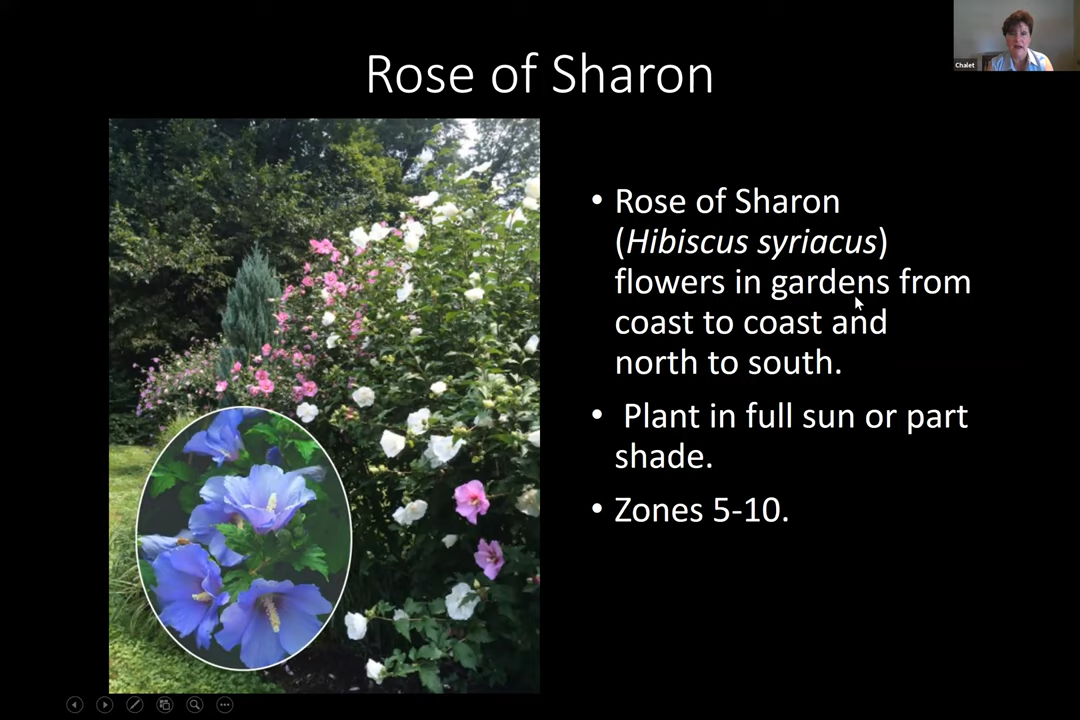 Chalet
Rose of Sharon
• Rose of Sharon
(Hibiscus syriacus)
flowers in gardens from
coast to coast and
north to south.
• Plant in full sun or part
shade.
• Zones 5-10.